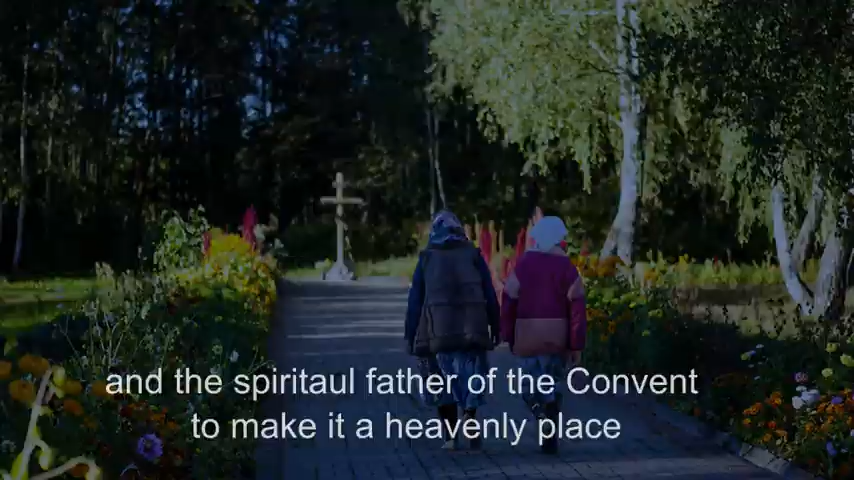 and the spiritaul father of the Convent
to make it a heavenly place